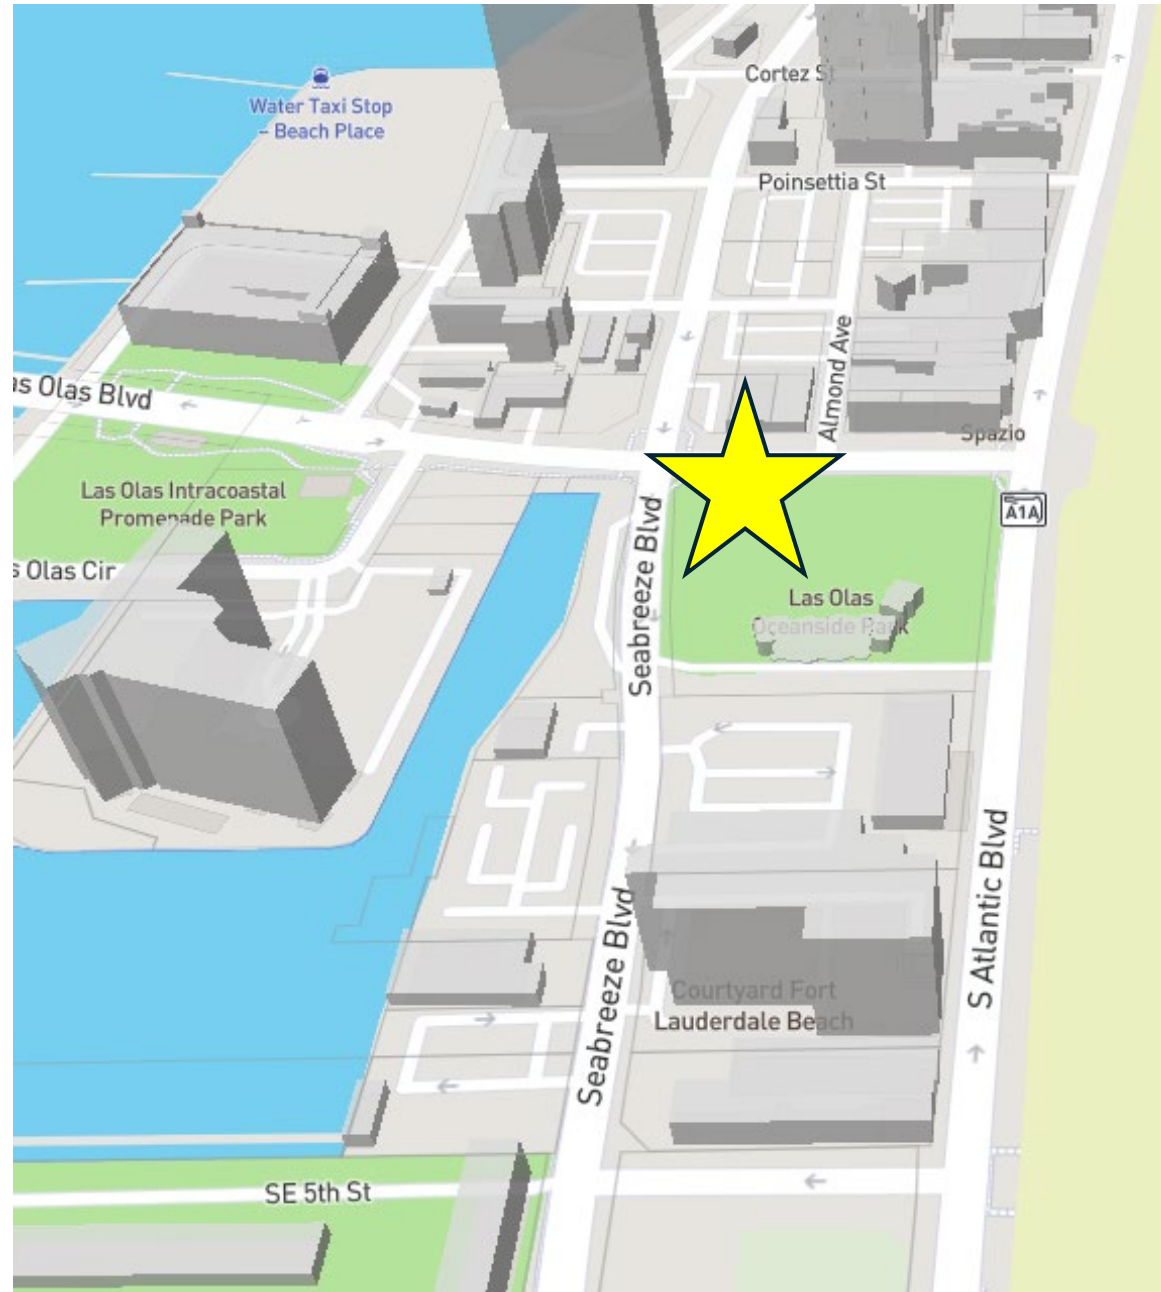 Cortez St
Water Taxi Stop
– Beach Place
Poinsettia St
Almond Ave
as Olas Blvd
Spazio
Las Olas Intracoastal
Promenade Park
A1A
s Olas Cir
Seabreeze Blvd
Las Olas
Oceanside Park
S Atlantic Blvd
Seabreeze Blvd
Courtyard Fort
Lauderdale Beach
SE 5th St